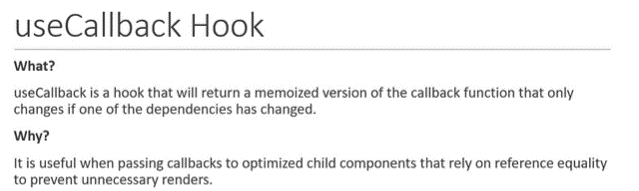 useCallback Hook
What?
useCallback is a hook that will return a memoized version of the callback function that only
changes if one of the dependencies has changed.
Why?
It is useful when passing callbacks to optimized child components that rely on reference equality
to prevent unnecessary renders.